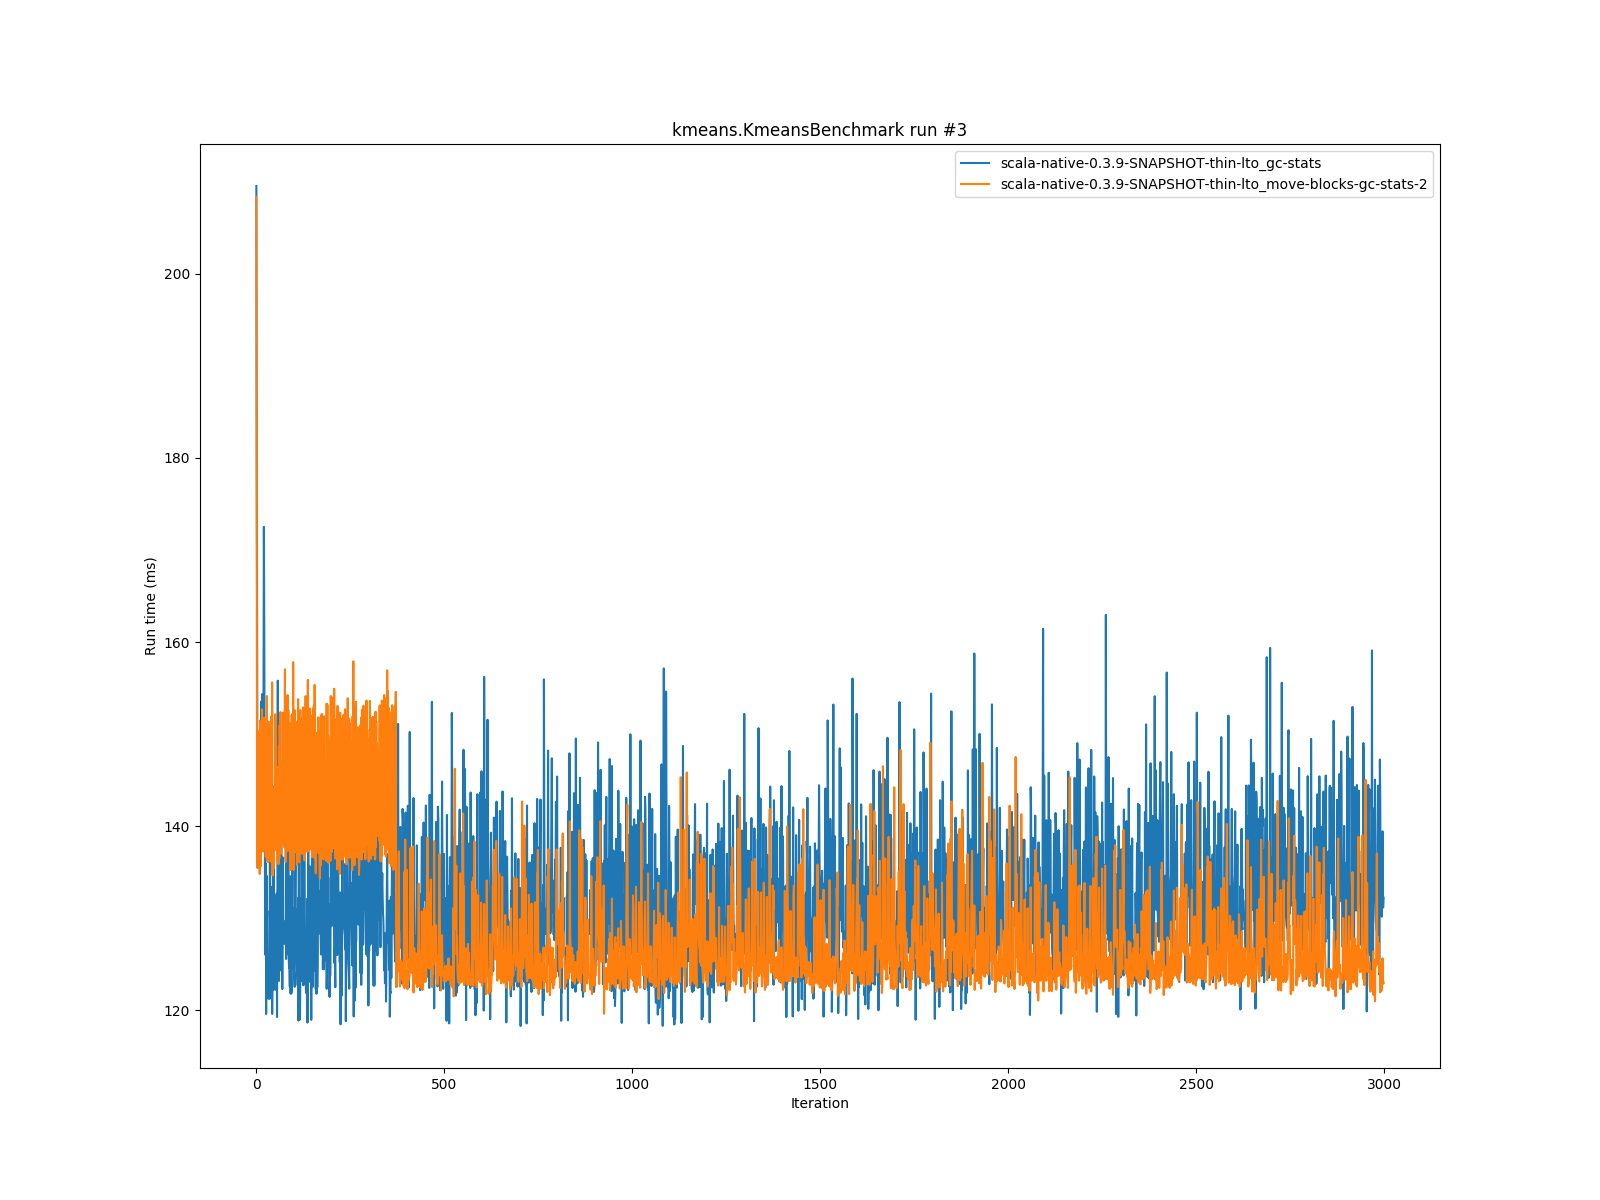 kmeans.KmeansBenchmark run #3
scala-native-0.3.9-SNAPSHOT-thin-lto_gc-stats
scala-native-0.3.9-SNAPSHOT-thin-lto_move-blocks-gc-stats-2
200
180
160
140
120
Run time (ms)
0 500 1000 1500 2000 2500 3000
Iteration